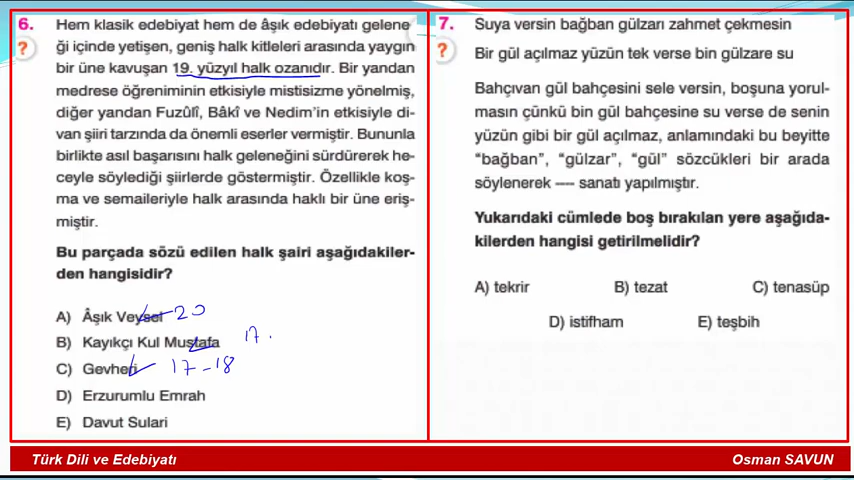 6. Hem klasik edebiyat hem de âşık edebiyatı gelene
ği içinde yetişen, geniş halk kitleleri arasında yaygın
bir üne kavuşan 19. yüzyıl halk ozanıdır. Bir yandan
medrese öğreniminin etkisiyle mistisizme yönelmiş,
diğer yandan Fuzûlî, Bâkî ve Nedim'in etkisiyle di-
van şiiri tarzında da önemli eserler vermiştir. Bununla
birlikte asıl başarısını halk geleneğini sürdürerek he-
ceyle söylediği şiirlerde göstermiştir. Özellikle koş-
ma ve semaileriyle halk arasında haklı bir üne eriş-
miştir.
Bu parçada sözü edilen halk şairi aşağıdakiler-
den hangisidir?
A) Âşık Veysel 20
B) Kayıkçı Kul Mustafa 17.
C) Gevheri 17-18
D) Erzurumlu Emrah
E) Davut Sulari
7. Suya versin bağban gülzarı zahmet çekmesin
? Bir gül açılmaz yüzün tek verse bin gülzare su
Bahçıvan gül bahçesini sele versin, boşuna yorul-
masın çünkü bin gül bahçesine su verse de senin
yüzün gibi bir gül açılmaz, anlamındaki bu beyitte
"bağban", "gülzar", "gül" sözcükleri bir arada
söylenerek ---- sanatı yapılmıştır.
Yukarıdaki cümlede boş bırakılan yere aşağıda-
kilerden hangisi getirilmelidir?
A) tekrir B) tezat C) tenasüp
D) istifham E) teşbih
Türk Dili ve Edebiyatı Osman SAVUN